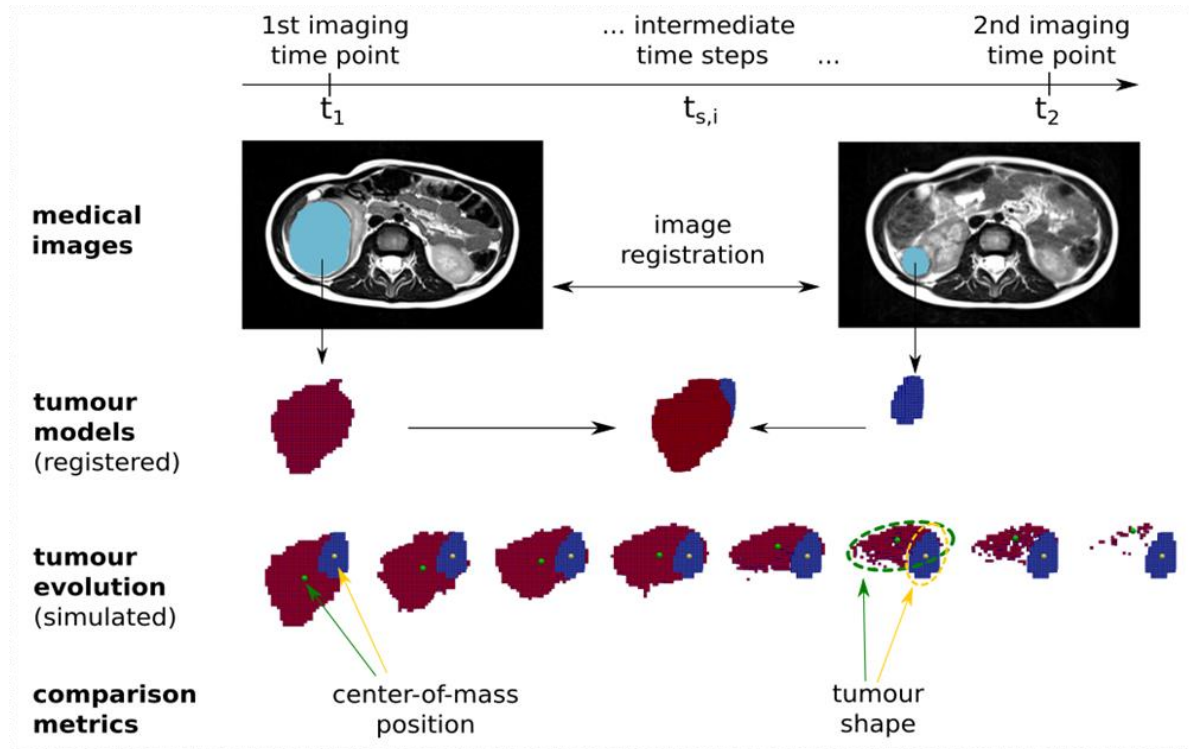 1st imaging
time point
... intermediate
time steps ...
2nd imaging
time point
t1
ts,i
t2
medical
images
image
registration
tumour
models
(registered)
tumour
evolution
(simulated)
comparison
metrics
center-of-mass
position
tumour
shape